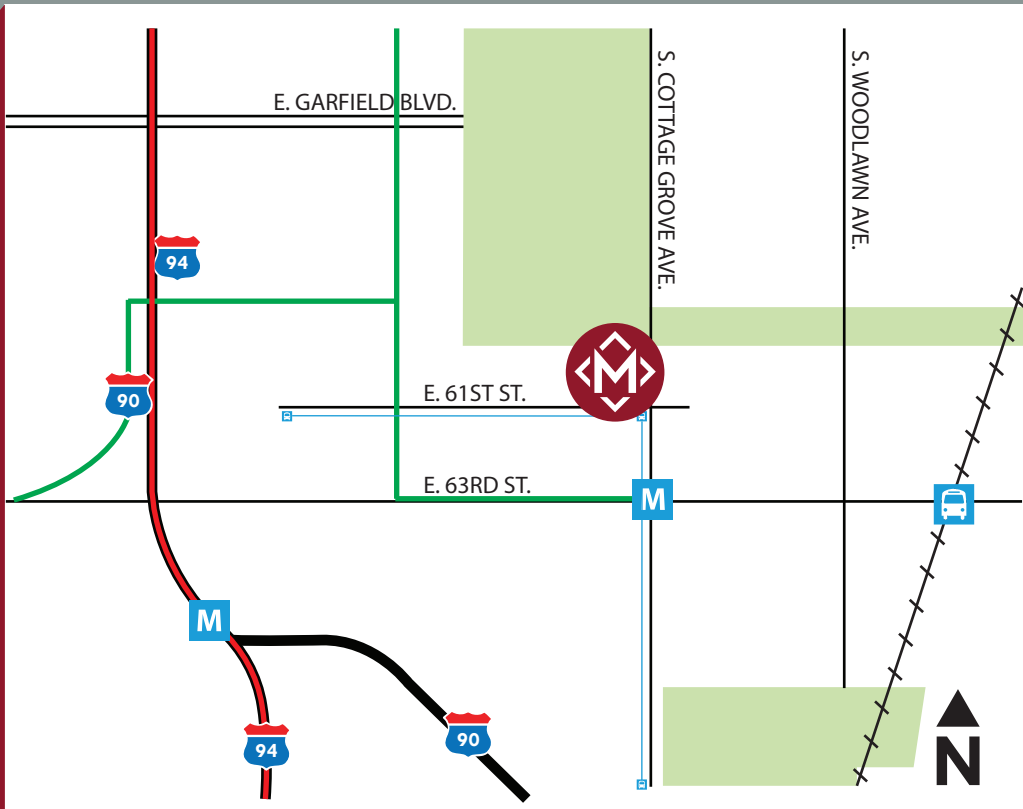 E. GARFIELD BLVD.
S. COTTAGE GROVE AVE.
S. WOODLAWN AVE.
94
M
90
E. 61ST ST.
E. 63RD ST.
M
M
94
90
N